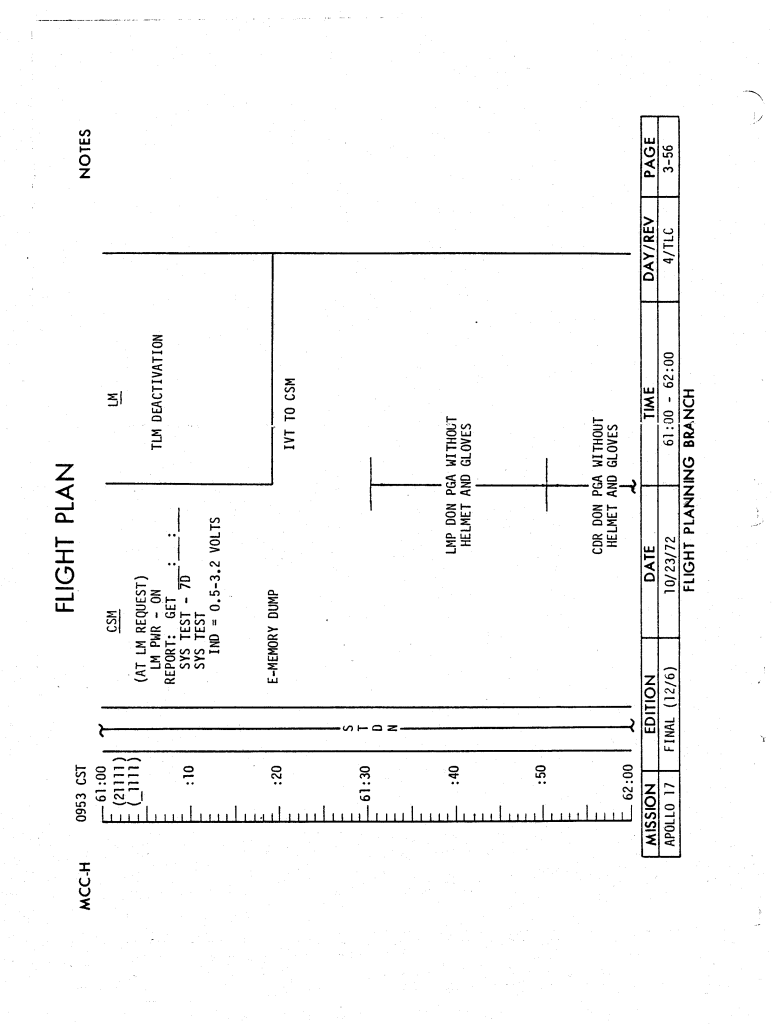 FLIGHT PLAN
MCC-H
NOTES
0953 CST
CSM
LM
61:00
(21111)
(_1111)
:10
:20
61:30
:40
:50
62:00
S
T
D
N
(AT LM REQUEST)
LM PWR - ON
REPORT: GET __:__:__
SYS TEST - 7D
SYS TEST
IND = 0.5-3.2 VOLTS
TLM DEACTIVATION
E-MEMORY DUMP
IVT TO CSM
LMP DON PGA WITHOUT
HELMET AND GLOVES
CDR DON PGA WITHOUT
HELMET AND GLOVES
MISSION EDITION DATE TIME DAY/REV PAGE
APOLLO 17 FINAL (12/6) 10/23/72 61:00 - 62:00 4/TLC 3-56
FLIGHT PLANNING BRANCH